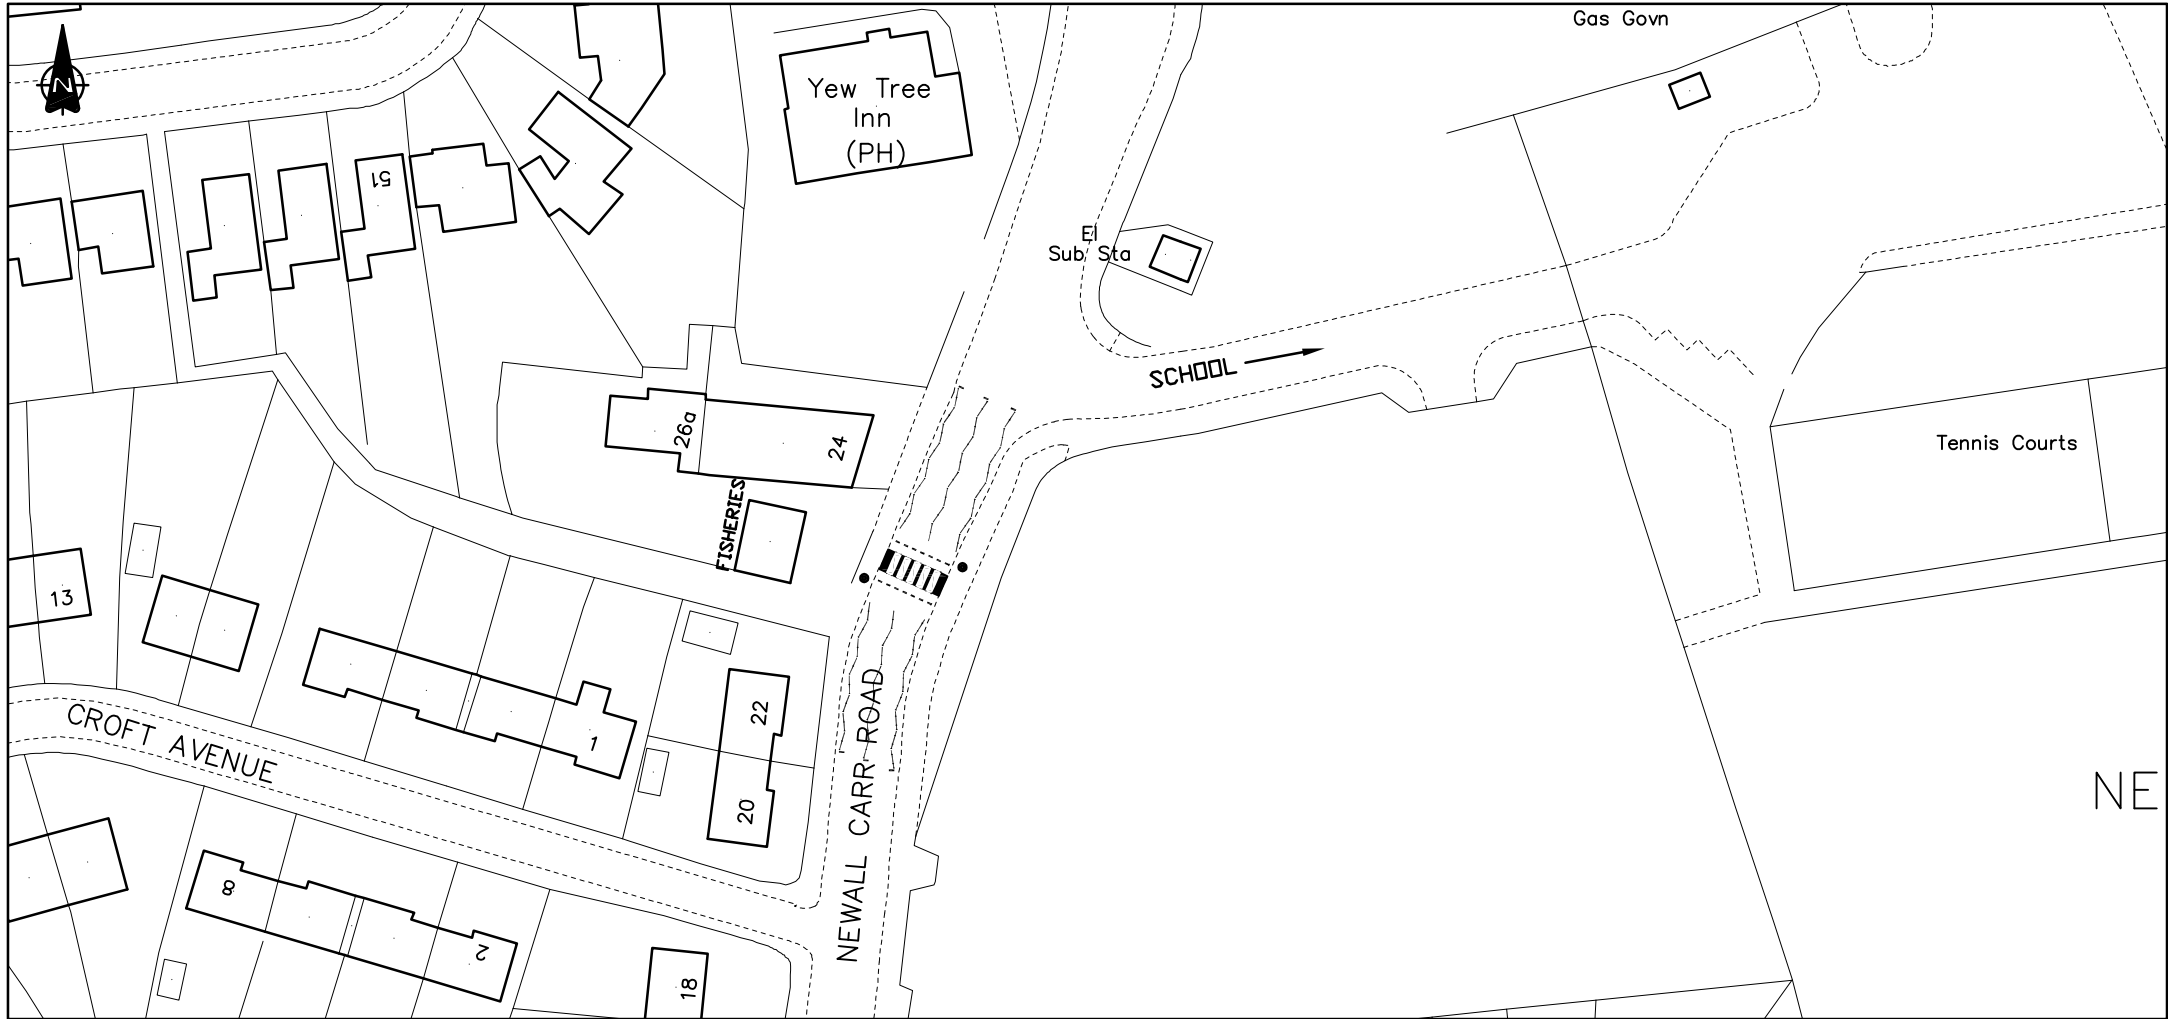 Gas Govn
N
Yew Tree
Inn
(PH)
51
El
Sub Sta
SCHOOL
26a
24
Tennis Courts
FISHERIES
13
22
1
CROFT AVENUE
20
NEWALL CARR ROAD
NE
8
2
18